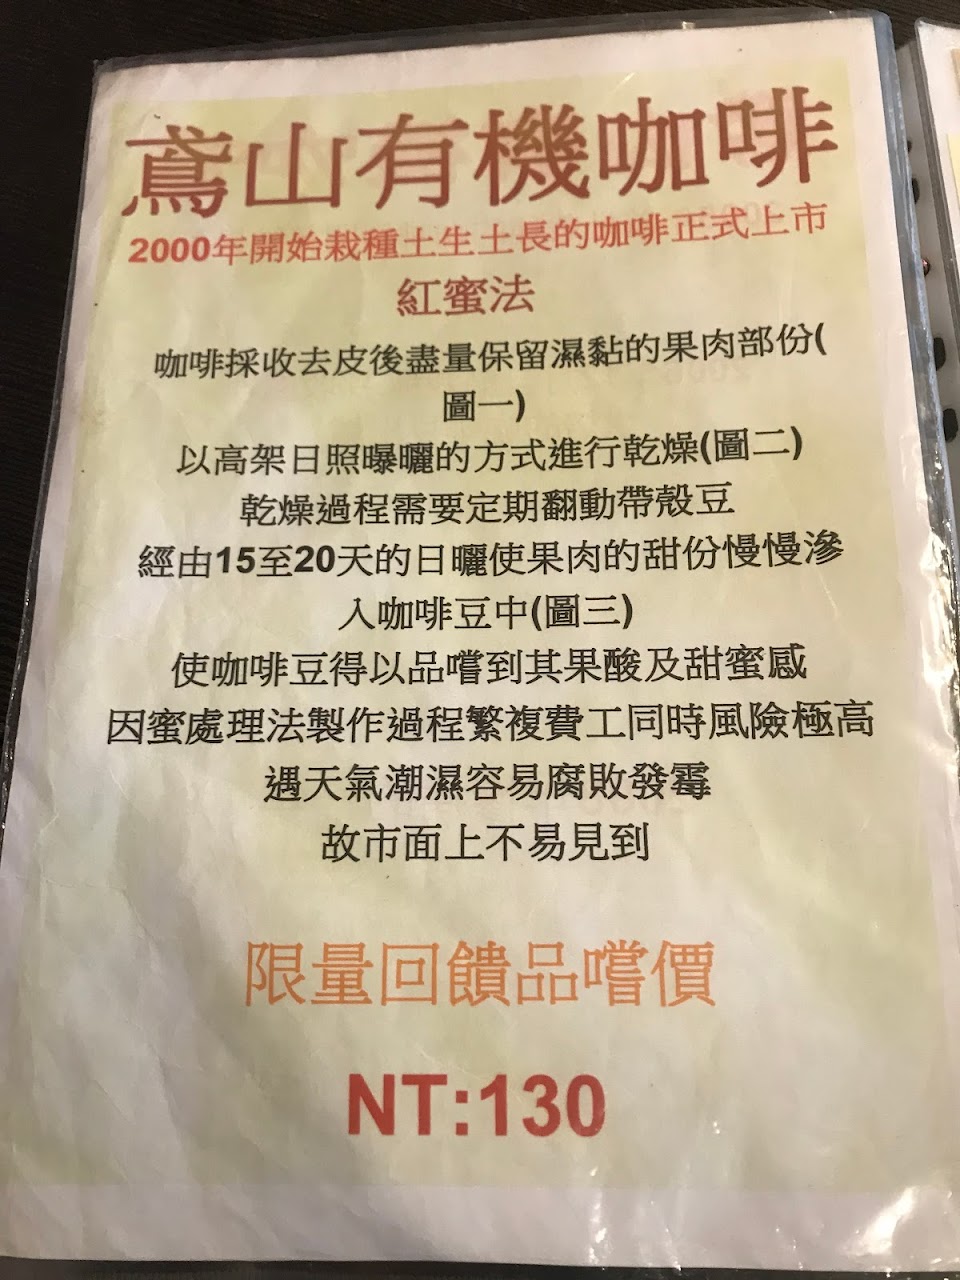 鳶山有機咖啡
2000年開始栽種土生土長的咖啡正式上市
紅蜜法
咖啡採收去皮後盡量保留濕黏的果肉部份(
圖一)
以高架日照曝曬的方式進行乾燥(圖二)
乾燥過程需要定期翻動帶殼豆
經由15至20天的日曬使果肉的甜份慢慢滲
入咖啡豆中(圖三)
使咖啡豆得以品嚐到其果酸及甜蜜感
因蜜處理法製作過程繁複費工同時風險極高
遇天氣潮濕容易腐敗發霉
故市面上不易見到
限量回饋品嚐價
NT:130